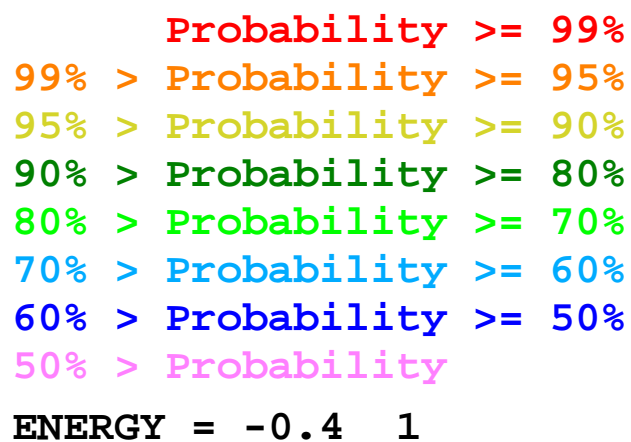 Probability >= 99%
99% > Probability >= 95%
95% > Probability >= 90%
90% > Probability >= 80%
80% > Probability >= 70%
70% > Probability >= 60%
60% > Probability >= 50%
50% > Probability
ENERGY = -0.4 1